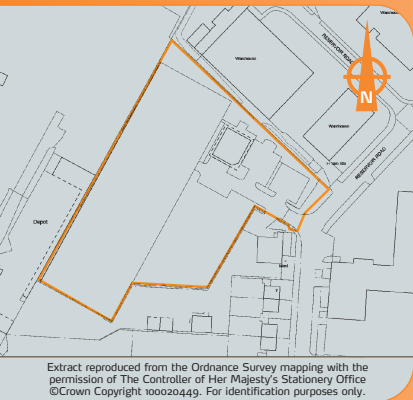 Warehouse
RESERVOIR ROAD
Warehouse
N
Warehouse
RESERVOIR ROAD
Depot
Extract reproduced from the Ordnance Survey mapping with the
permission of The Controller of Her Majesty's Stationery Office
©Crown Copyright 100020449. For identification purposes only.